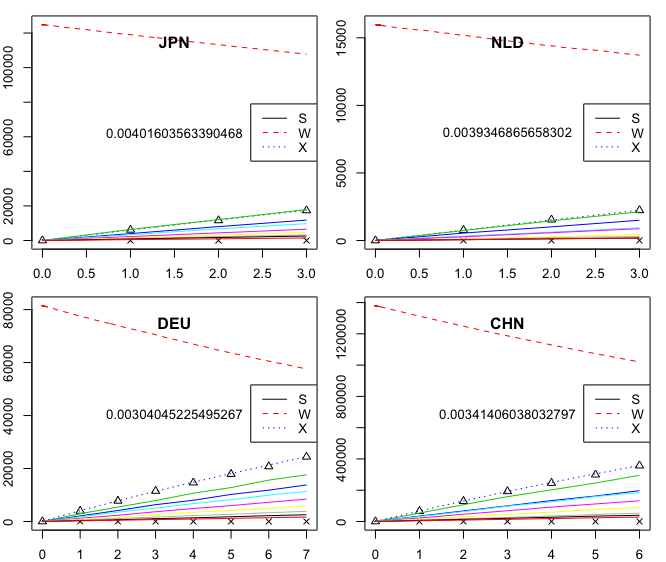 JPN
0.00401603563390468
S
W
X
0
20000
60000
100000
0.0 0.5 1.0 1.5 2.0 2.5 3.0
NLD
0.0039346865658302
S
W
X
0
5000
10000
15000
0.0 0.5 1.0 1.5 2.0 2.5 3.0
DEU
0.00304045225495267
S
W
X
0
20000
40000
60000
80000
0 1 2 3 4 5 6 7
CHN
0.00341406038032797
S
W
X
0
400000
800000
1200000
0 1 2 3 4 5 6